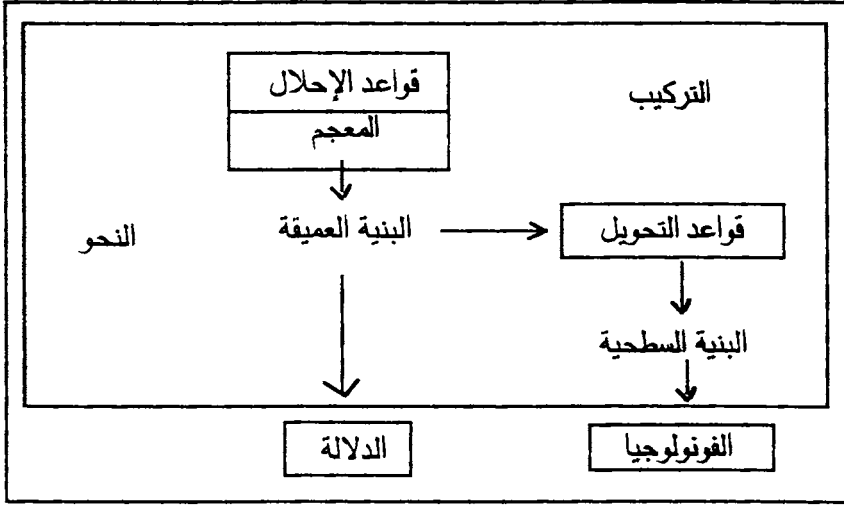 قواعد الإحلال
التركيب
المعجم
البنية العميقة
قواعد التحويل
النحو
البنية السطحية
الدلالة
الفونولوجيا